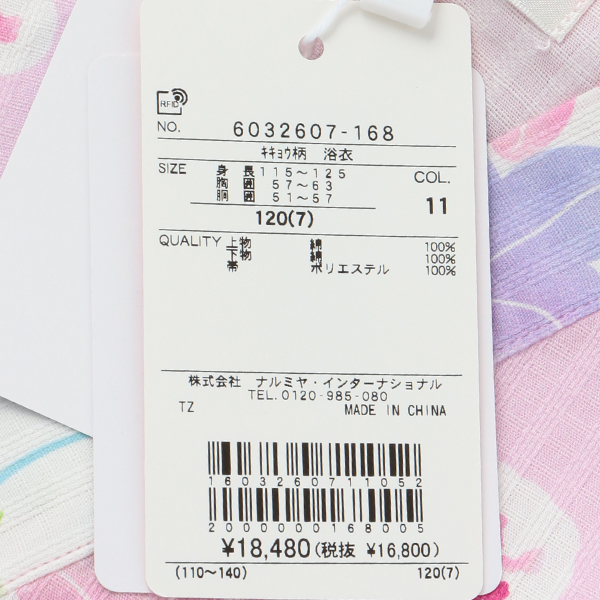 RFID
NO. 6032607-168
ｷｷｮｳ柄 浴衣
SIZE 身 長 115～125 COL.
胸 囲 57～63
胴 囲 51～57 11
120(7)
QUALITY 上物 綿 100%
下物 綿 100%
帯 ポリエステル 100%
株式会社 ナルミヤ・インターナショナル
TEL.0120-985-080
TZ MADE IN CHINA
1603260711052
2000000168005
¥18,480(税抜 ¥16,800)
(110～140) 120(7)